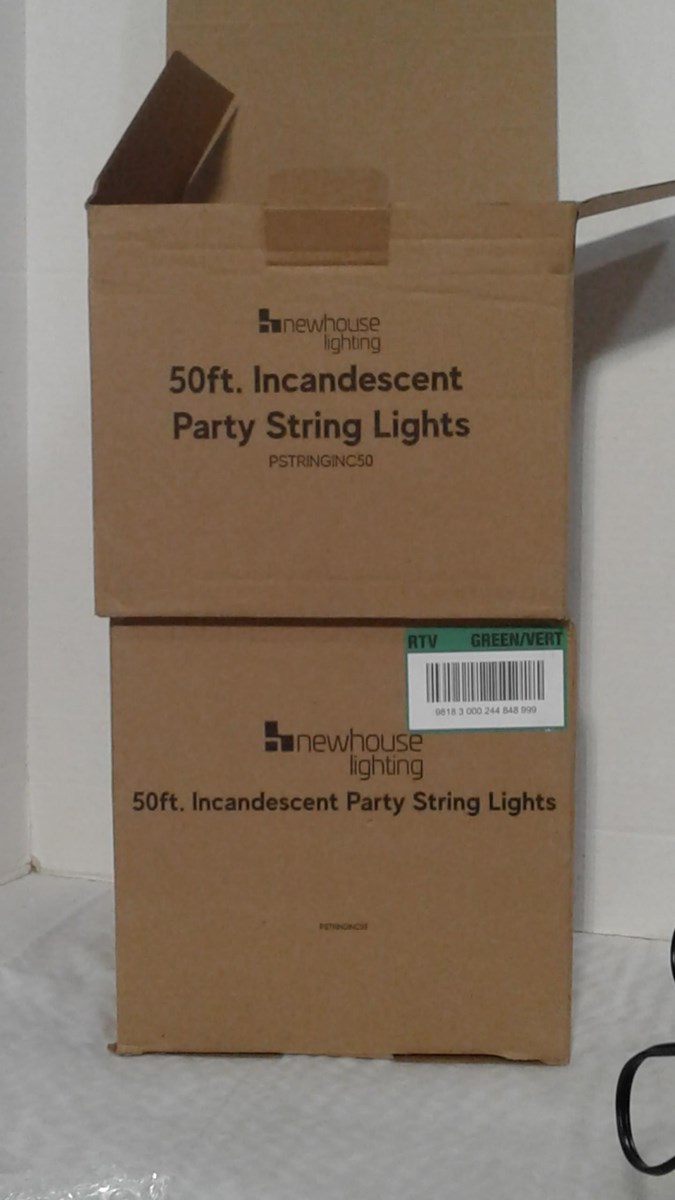 newhouse
lighting
50ft. Incandescent
Party String Lights
PSTRINGINC50
RTV GREEN/VERT
9818 3 000 244 848 999
newhouse
lighting
50ft. Incandescent Party String Lights
PSTRINGINC50